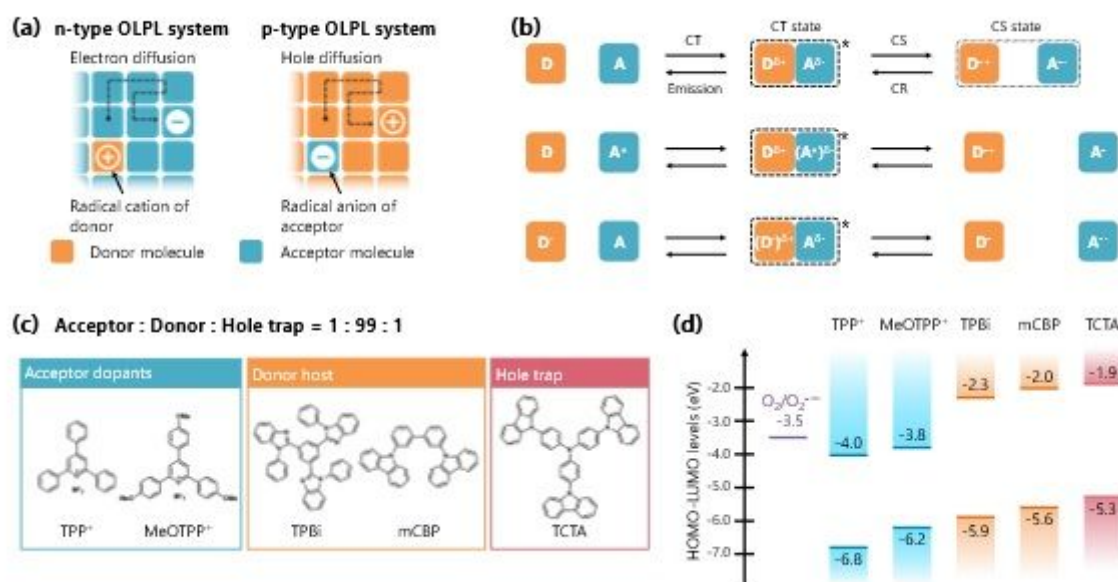 (a) n-type OLPL system p-type OLPL system
Electron diffusion Hole diffusion
Radical cation of donor
Radical anion of acceptor
Donor molecule Acceptor molecule
(b) CT state CS state
CT CS
D A D^δ+ A^δ- * D•+ A•-
Emission CR
D A⁺ D^δ+ (A⁺)^δ- * D•+ A•
D⁻ A (D⁻)^δ+ A^δ- * D• A•-
(c) Acceptor : Donor : Hole trap = 1 : 99 : 1
Acceptor dopants Donor host Hole trap
TPP⁺ MeOTPP⁺ TPBi mCBP TCTA
(d) TPP⁺ MeOTPP⁺ TPBi mCBP TCTA
HOMO-LUMO levels (eV)
-2.0
-3.0
-4.0
-5.0
-6.0
-7.0
O₂/O₂•⁻
-3.5
-4.0 -3.8 -2.3 -2.0 -1.9
-6.8 -6.2 -5.9 -5.6 -5.3